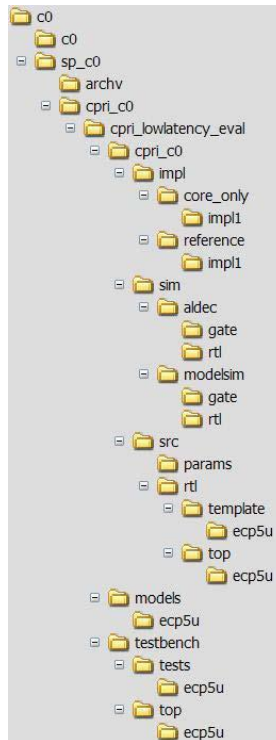 c0
c0
sp_c0
archv
cpri_c0
cpri_lowlatency_eval
cpri_c0
impl
core_only
impl1
reference
impl1
sim
aldec
gate
rtl
modelsim
gate
rtl
src
params
rtl
template
ecp5u
top
ecp5u
models
ecp5u
testbench
tests
ecp5u
top
ecp5u